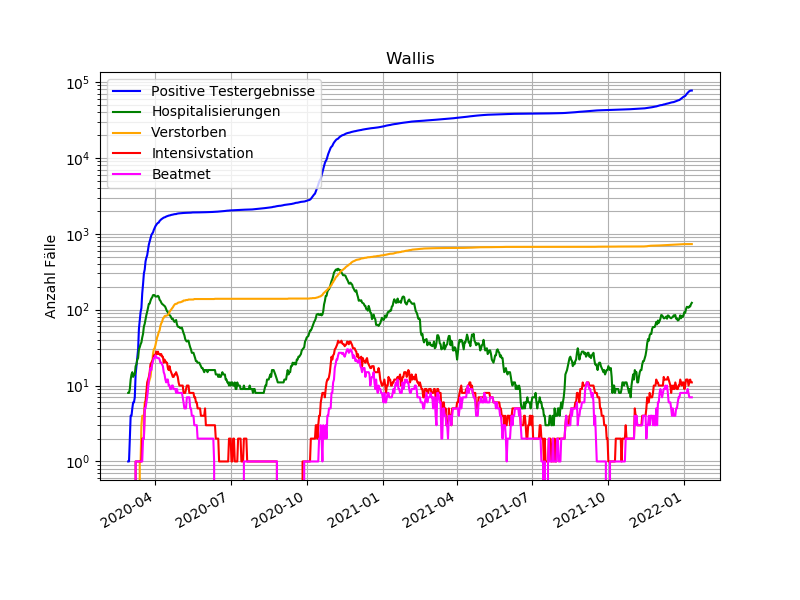 Wallis
Positive Testergebnisse
Hospitalisierungen
Verstorben
Intensivstation
Beatmet
Anzahl Fälle
10^5
10^4
10^3
10^2
10^1
10^0
2020-04
2020-07
2020-10
2021-01
2021-04
2021-07
2021-10
2022-01